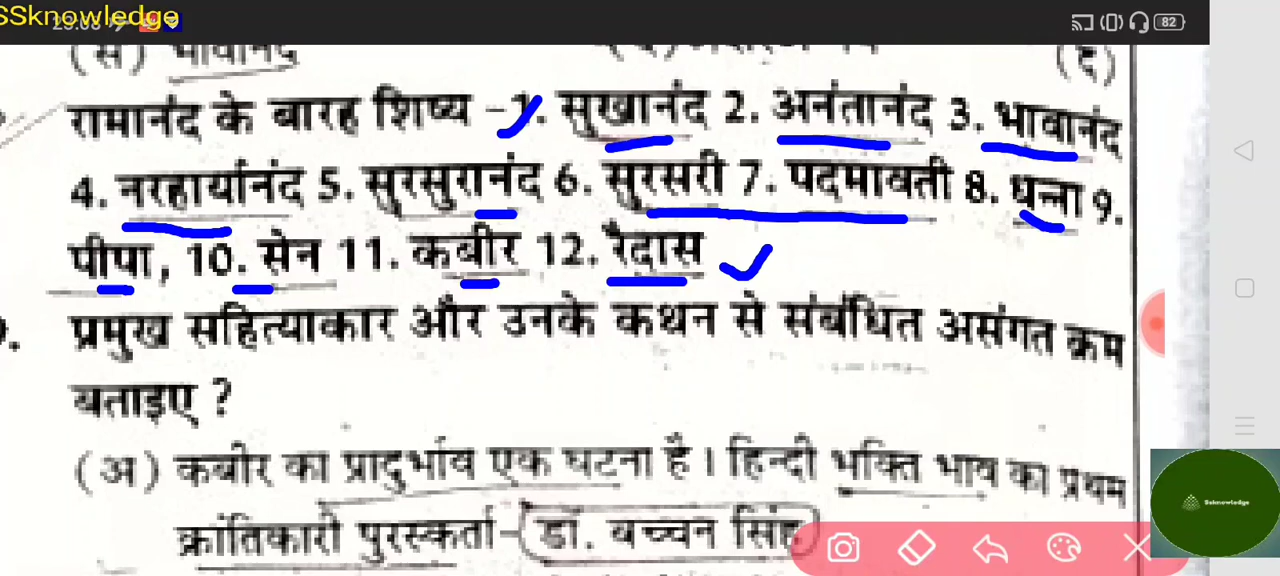 SSknowledge
82
रामानंद के बारह शिष्य -1. सुखानंद 2. अनंतानंद 3. भावानंद
4. नरहार्यानंद 5. सुरसुरानंद 6. सुरसरी 7. पदमावती 8. धन्ना 9.
पीपा, 10. सेन 11. कबीर 12. रैदास
प्रमुख सहित्याकार और उनके कथन से संबंधित असंगत क्रम
बताइए ?
(अ) कबीर का प्रादुर्भाव एक घटना है । हिन्दी भक्ति भाव का प्रथम
क्रांतिकारी पुरस्कर्ता- डॉ. बच्चन सिंह
Ssknowledge